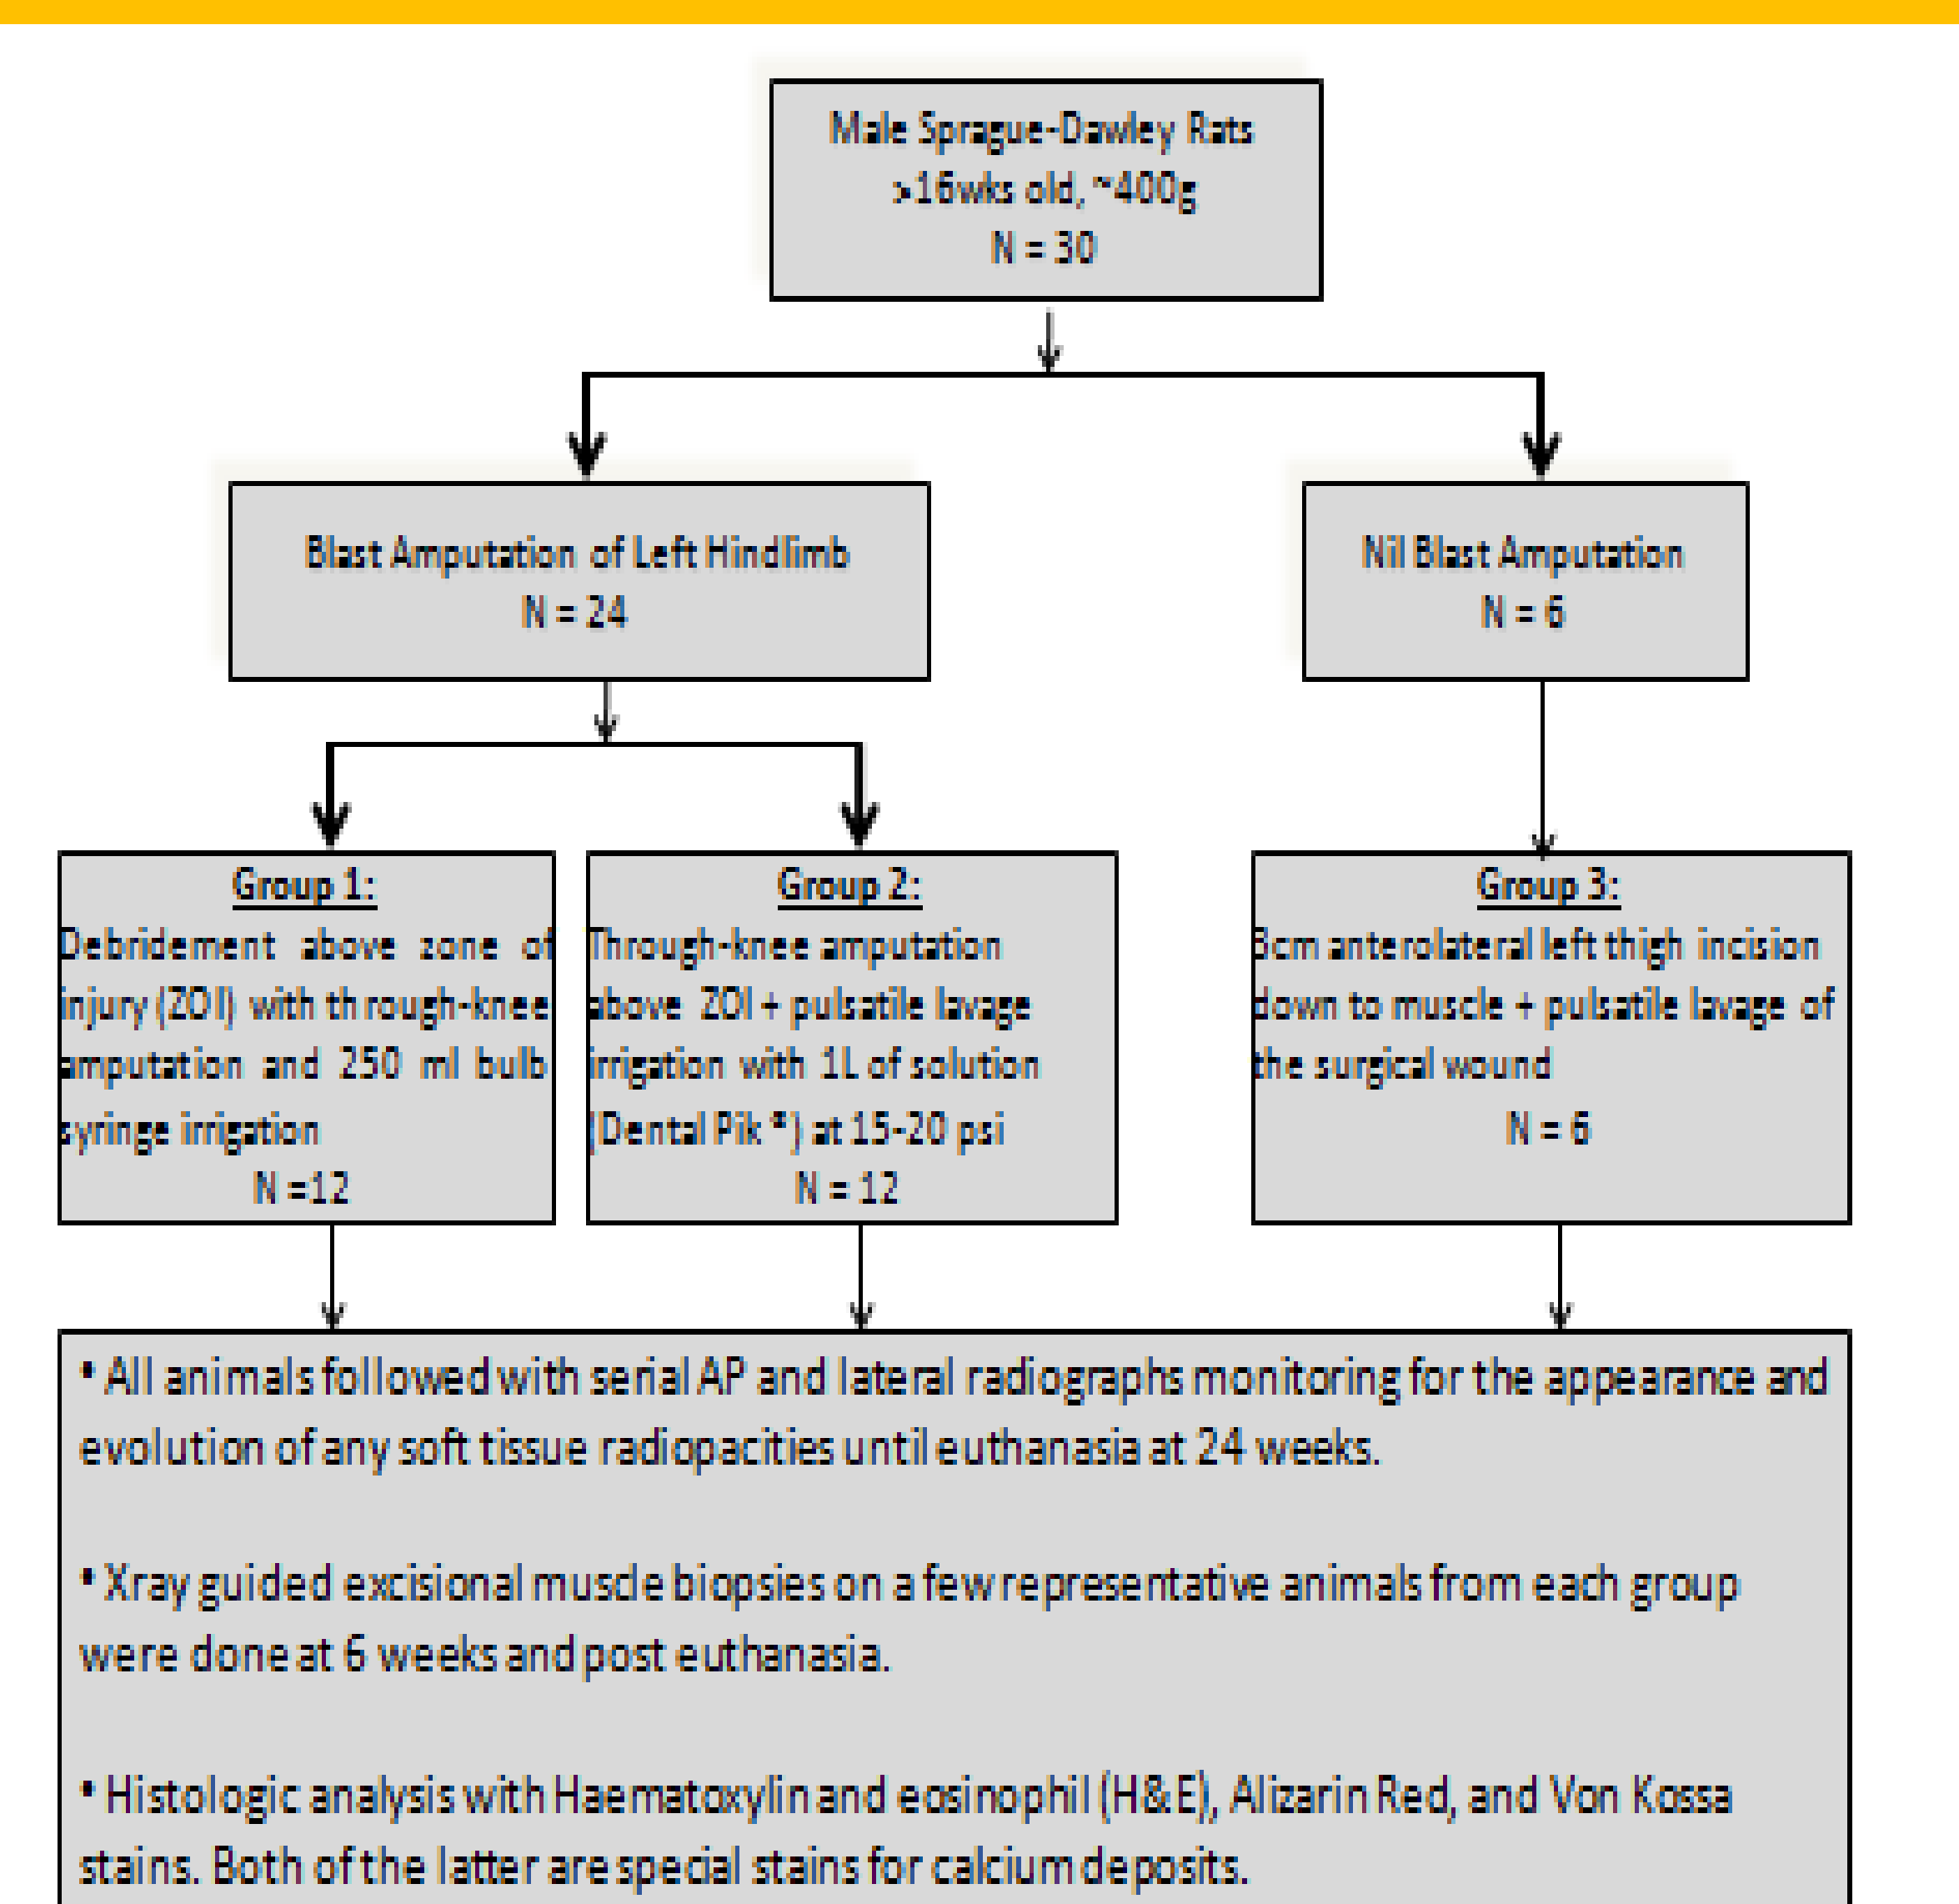 Male Sprague-Dawley Rats
>16wks old, ~400g
N = 30
Blast Amputation of Left Hindlimb
N = 24
Nil Blast Amputation
N = 6
Group 1:
Debridement above zone of
injury (ZOI) with through-knee
amputation and 250 ml bulb
syringe irrigation
N =12
Group 2:
Through-knee amputation
above ZOI + pulsatile lavage
irrigation with 1L of solution
(Dental Pik ®) at 15-20 psi
N = 12
Group 3:
3cm anterolateral left thigh incision
down to muscle + pulsatile lavage of
the surgical wound
N = 6
• All animals followed with serial AP and lateral radiographs monitoring for the appearance and
evolution of any soft tissue radiopacities until euthanasia at 24 weeks.
• Xray guided excisional muscle biopsies on a few representative animals from each group
were done at 6 weeks and post euthanasia.
• Histologic analysis with Haematoxylin and eosinophil (H&E), Alizarin Red, and Von Kossa
stains. Both of the latter are special stains for calcium deposits.